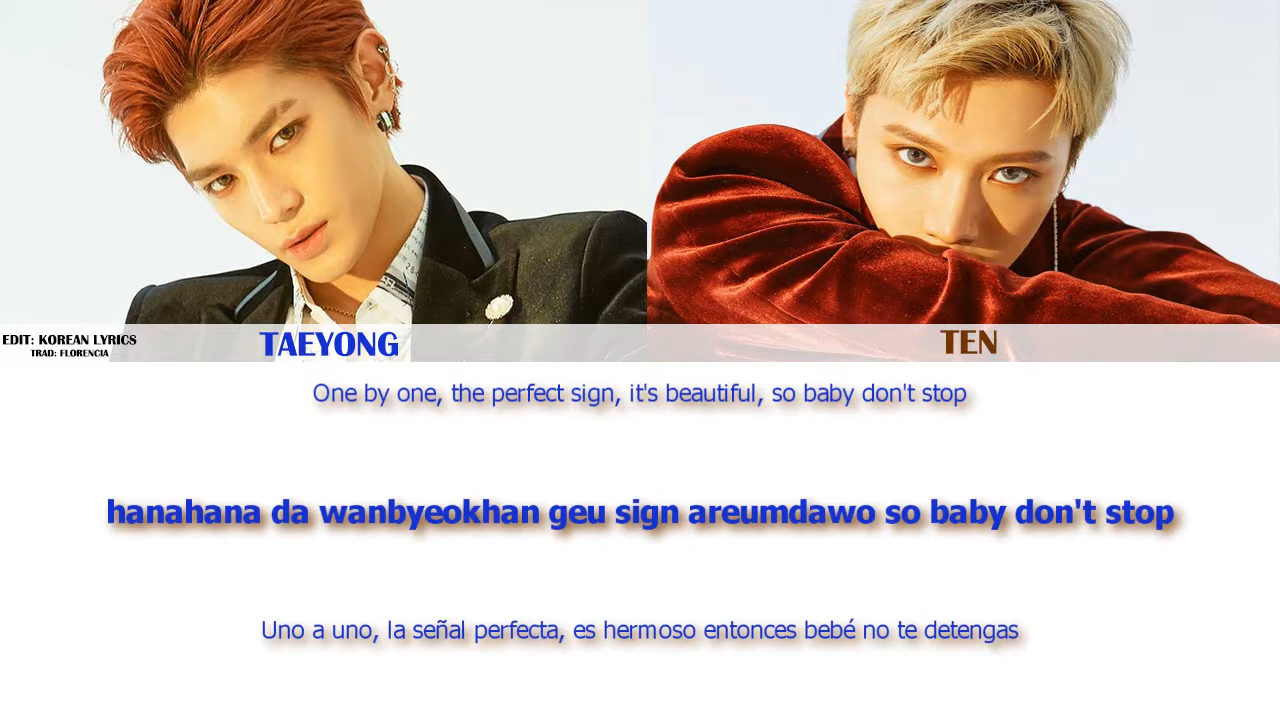 EDIT: KOREAN LYRICS
TRAD: FLORENCIA
TAEYONG
TEN
One by one, the perfect sign, it's beautiful, so baby don't stop
hanahana da wanbyeokhan geu sign areumdawo so baby don't stop
Uno a uno, la señal perfecta, es hermoso entonces bebé no te detengas